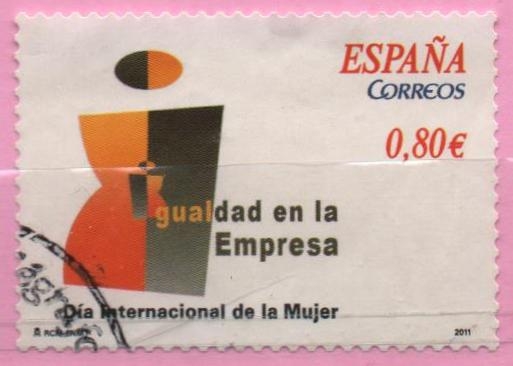 ESPAÑA
CORREOS
0,80€
Igualdad en la
Empresa
Día Internacional de la Mujer
2011